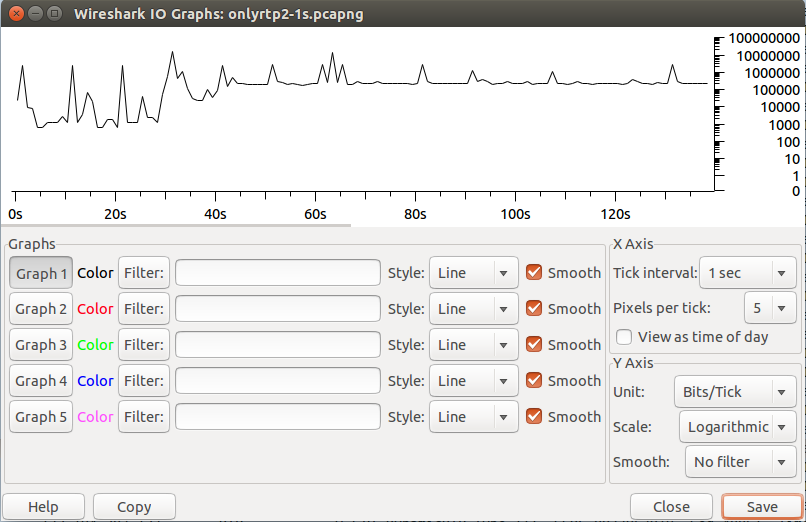 Wireshark IO Graphs: onlyrtp2-1s.pcapng
100000000
10000000
1000000
100000
10000
1000
100
10
1
0
0s 20s 40s 60s 80s 100s 120s
Graphs
Graph 1 Color Filter: Style: Line Smooth
Graph 2 Color Filter: Style: Line Smooth
Graph 3 Color Filter: Style: Line Smooth
Graph 4 Color Filter: Style: Line Smooth
Graph 5 Color Filter: Style: Line Smooth
X Axis
Tick interval: 1 sec
Pixels per tick: 5
View as time of day
Y Axis
Unit: Bits/Tick
Scale: Logarithmic
Smooth: No filter
Help Copy Close Save